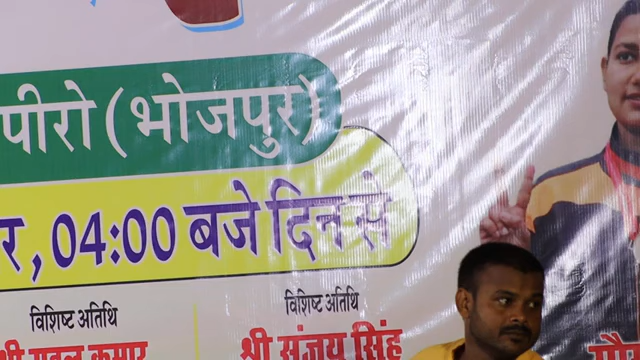 पीरो (भोजपुर)
04:00 बजे दिन से
विशिष्ट अतिथि
विशिष्ट अतिथि
श्री राहुल कुमार
श्री संजय सिंह